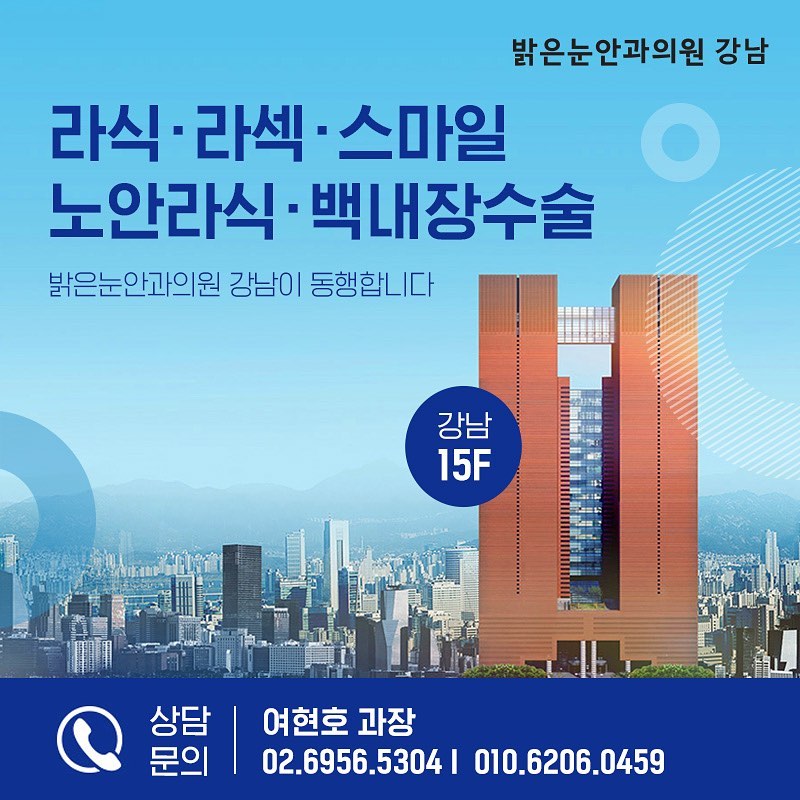 밝은눈안과의원 강남
라식·라섹·스마일
노안라식·백내장수술
밝은눈안과의원 강남이 동행합니다
강남
15F
상담
문의
여현호 과장
02.6956.5304 | 010.6206.0459